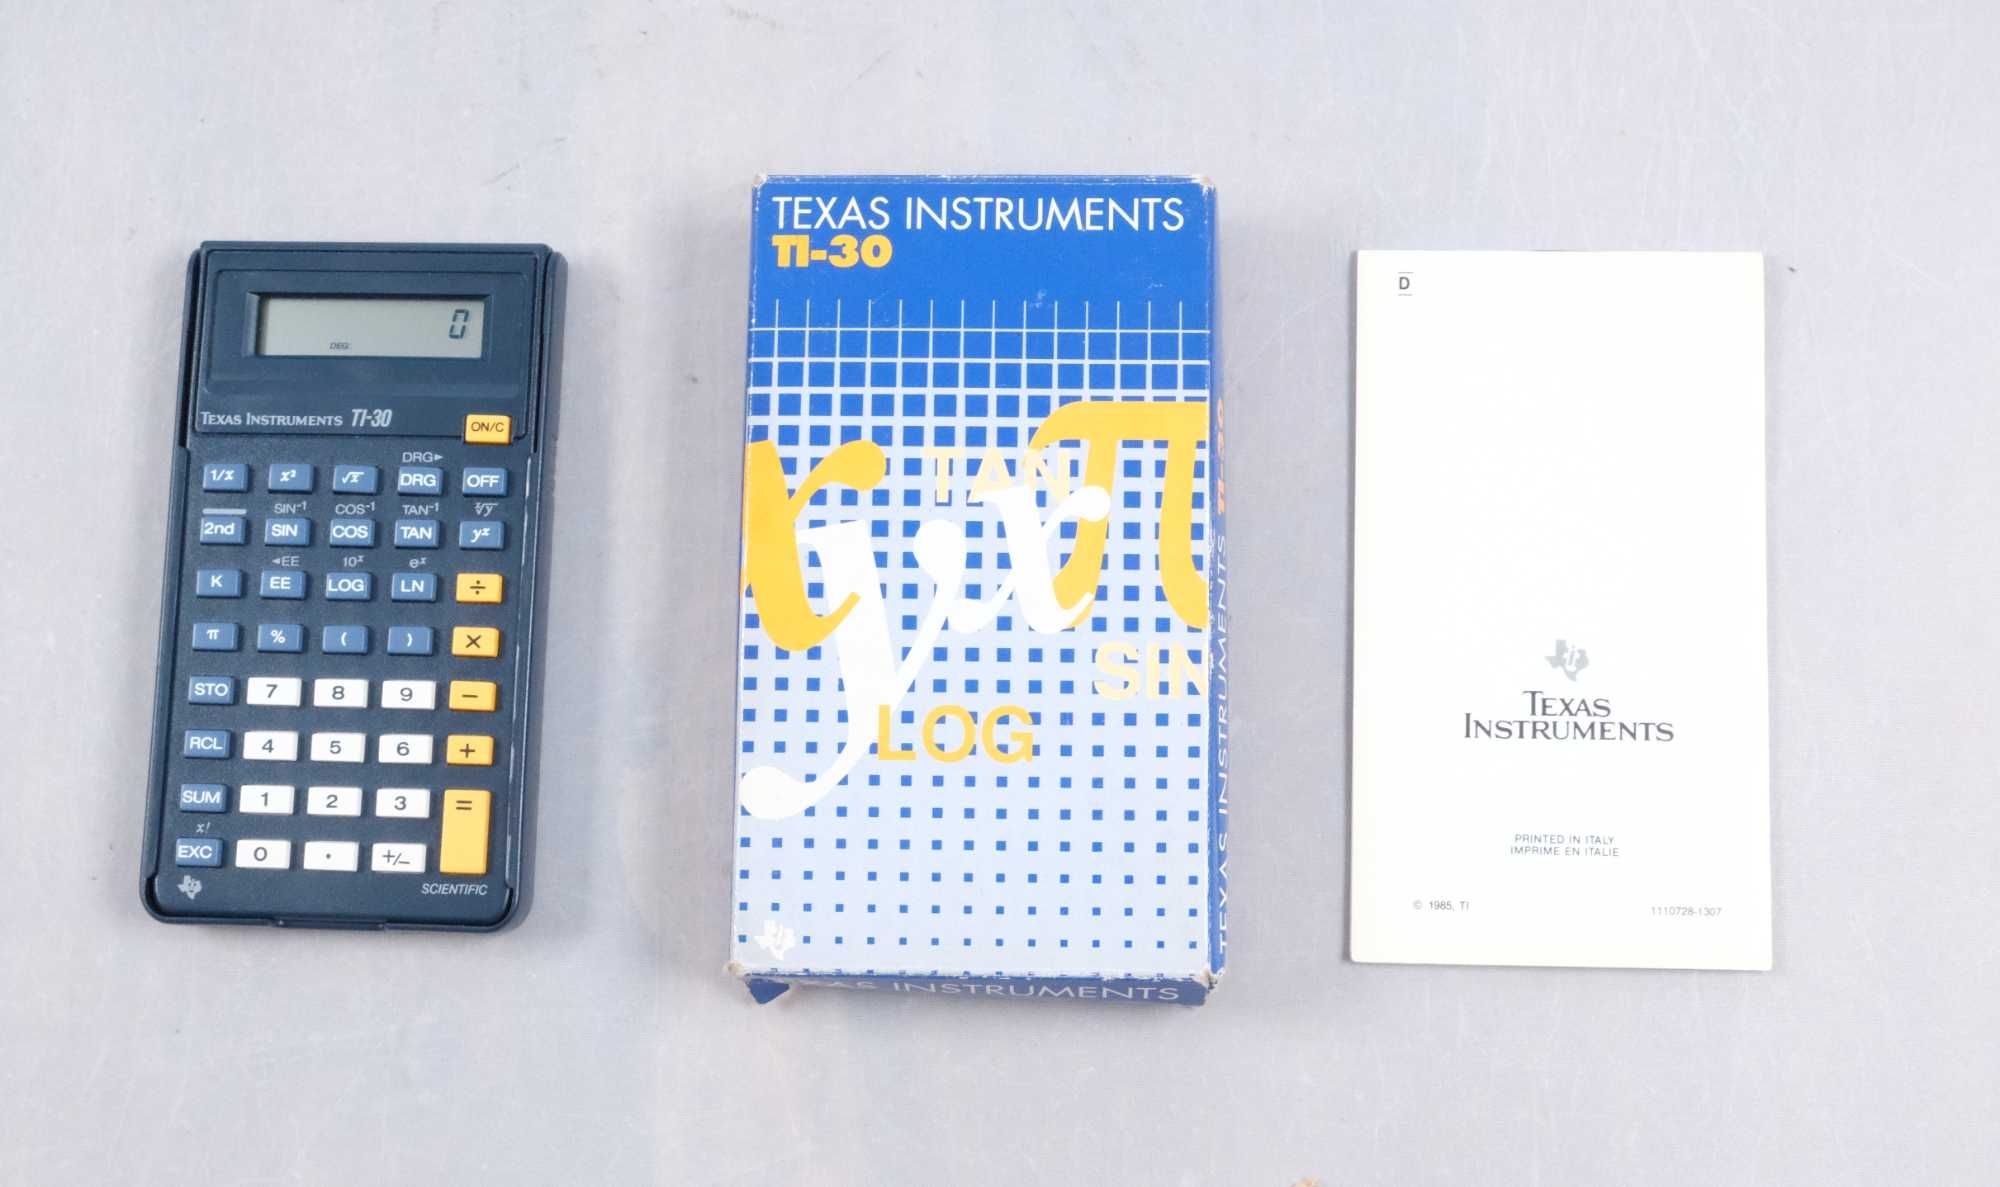 0
DEG
TEXAS INSTRUMENTS TI-30
ON/C
DRG►
1/x x² √x DRG OFF
SIN⁻¹ COS⁻¹ TAN⁻¹ ˣ√y
2nd SIN COS TAN yˣ
◄EE 10ˣ eˣ
K EE LOG LN ÷
π % ( ) ×
STO 7 8 9 −
RCL 4 5 6 +
SUM 1 2 3 =
x!
EXC 0 . +/−
SCIENTIFIC
TEXAS INSTRUMENTS
TI-30
TAN
π
x
yx
SIN
LOG
TEXAS INSTRUMENTS TI-30
TEXAS INSTRUMENTS
D
TEXAS
INSTRUMENTS
PRINTED IN ITALY
IMPRIME EN ITALIE
© 1985, TI
1110728-1307